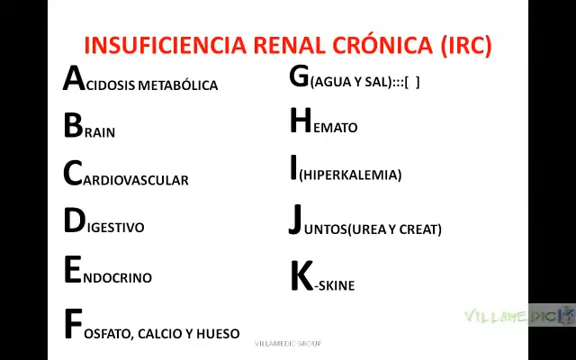 INSUFICIENCIA RENAL CRÓNICA (IRC)
ACIDOSIS METABÓLICA
BRAIN
CARDIOVASCULAR
DIGESTIVO
ENDOCRINO
FOSFATO, CALCIO Y HUESO
G(AGUA Y SAL):::[ ]
HEMATO
I(HIPERKALEMIA)
JUNTOS(UREA Y CREAT)
K-SKINE
VILLAMEDIC GROUP
VILLAMEDIC